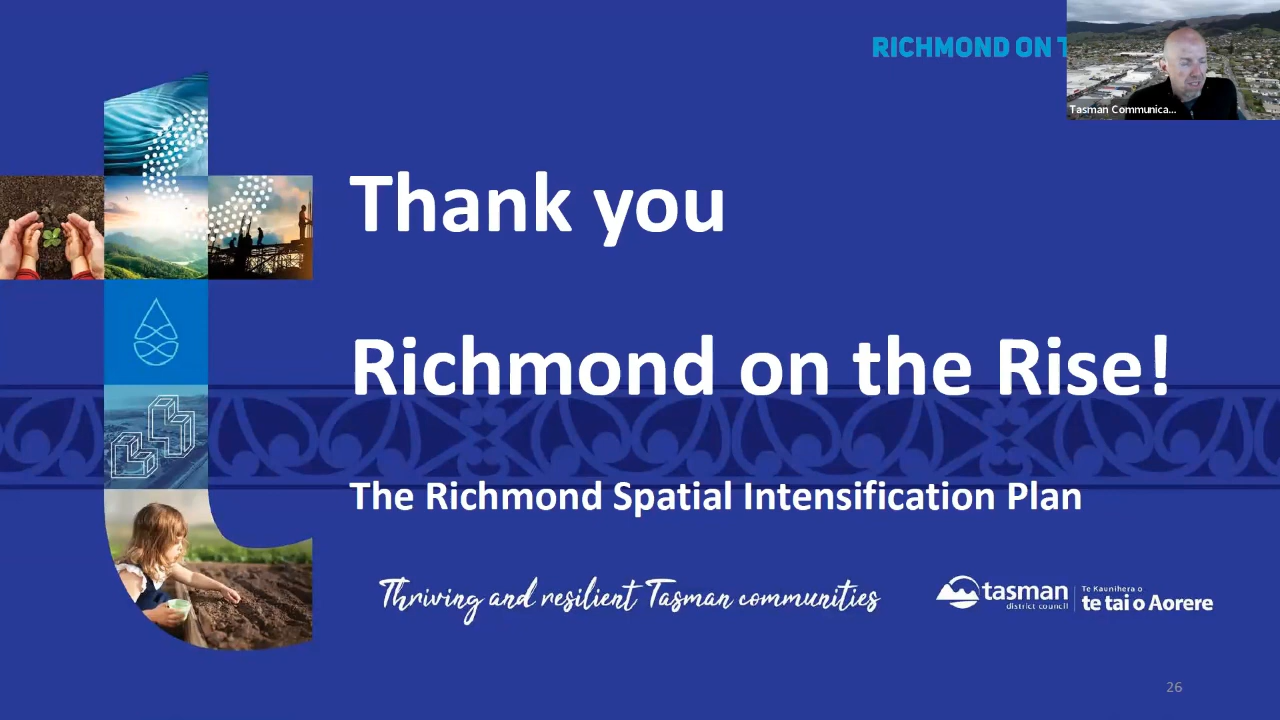 RICHMOND ON T
Tasman Communica...
Thank you
Richmond on the Rise!
The Richmond Spatial Intensification Plan
Thriving and resilient Tasman communities
tasman
district council
Te Kaunihera o
te tai o Aorere
26